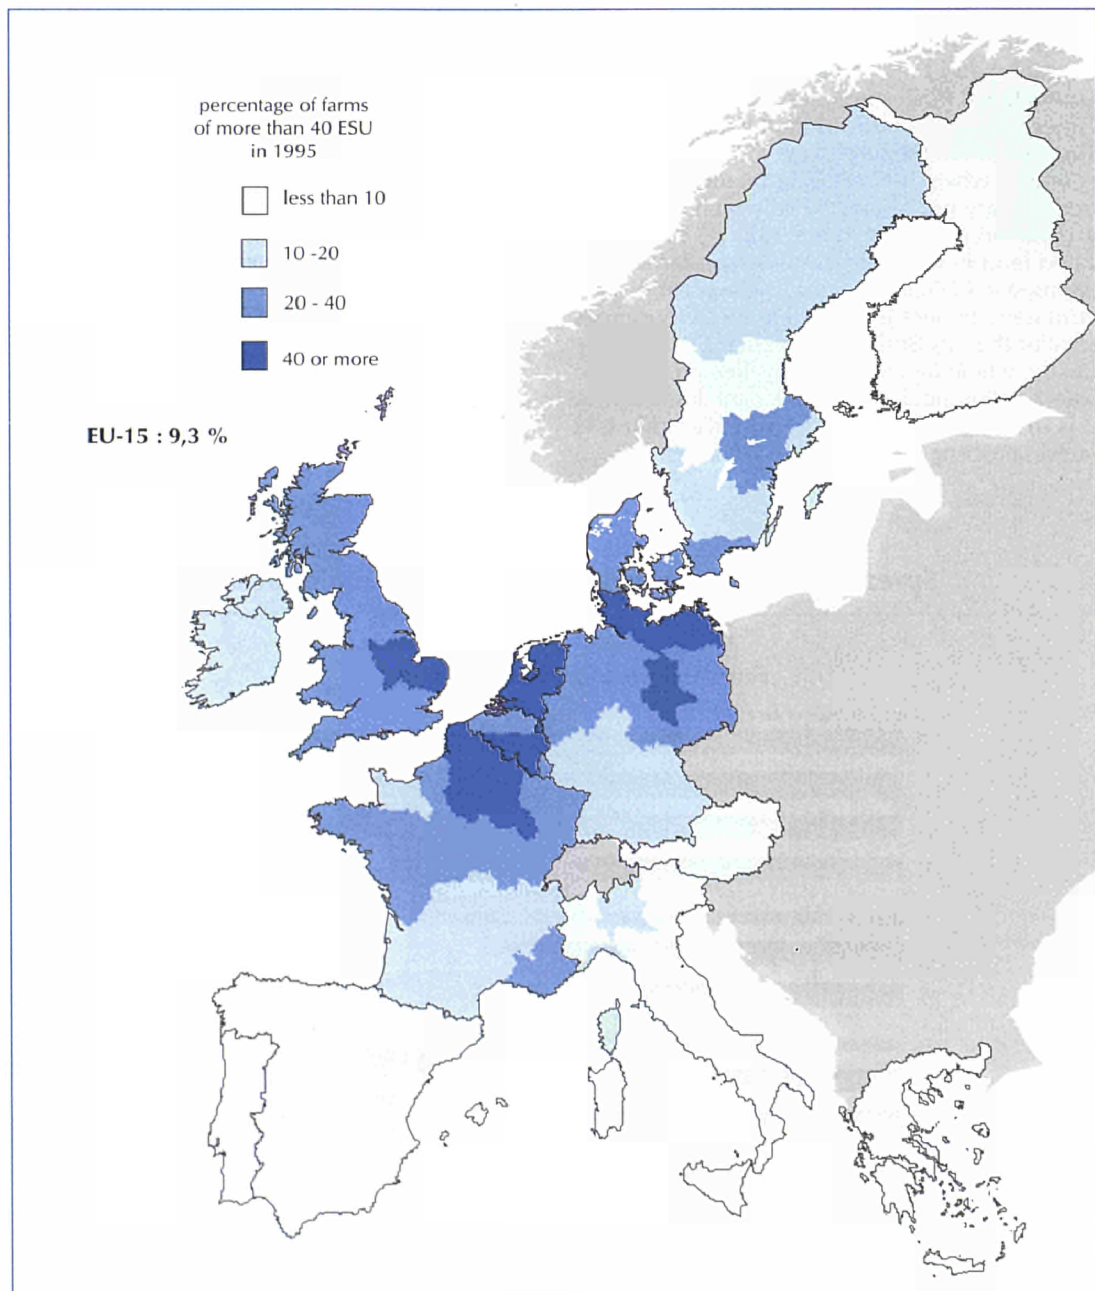 percentage of farms
of more than 40 ESU
in 1995
less than 10
10 -20
20 - 40
40 or more
EU-15 : 9,3 %